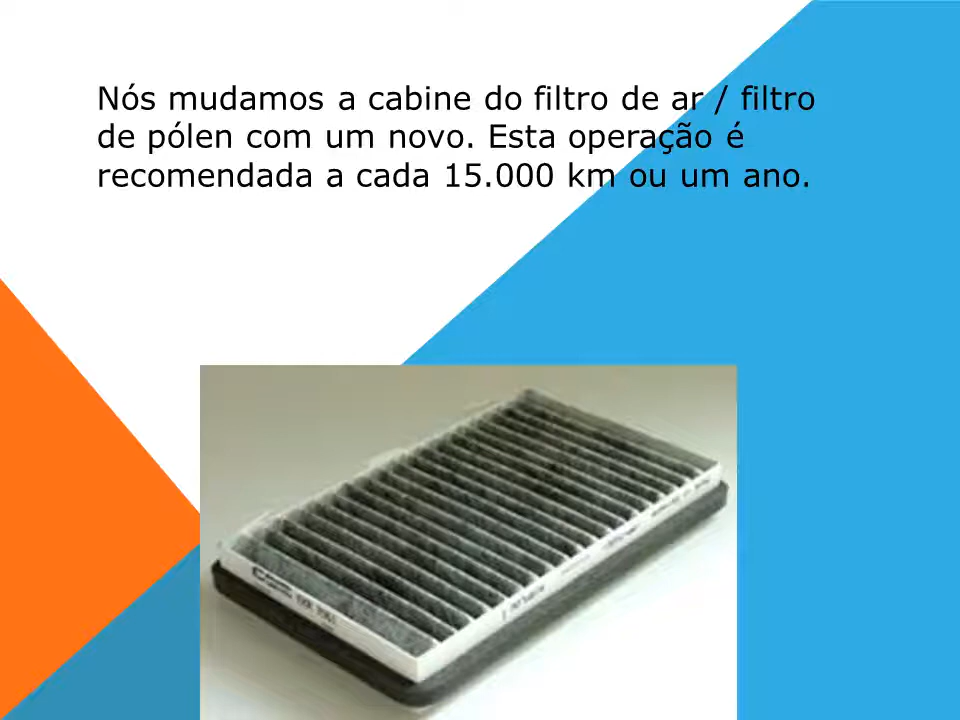 Nós mudamos a cabine do filtro de ar / filtro
de pólen com um novo. Esta operação é
recomendada a cada 15.000 km ou um ano.